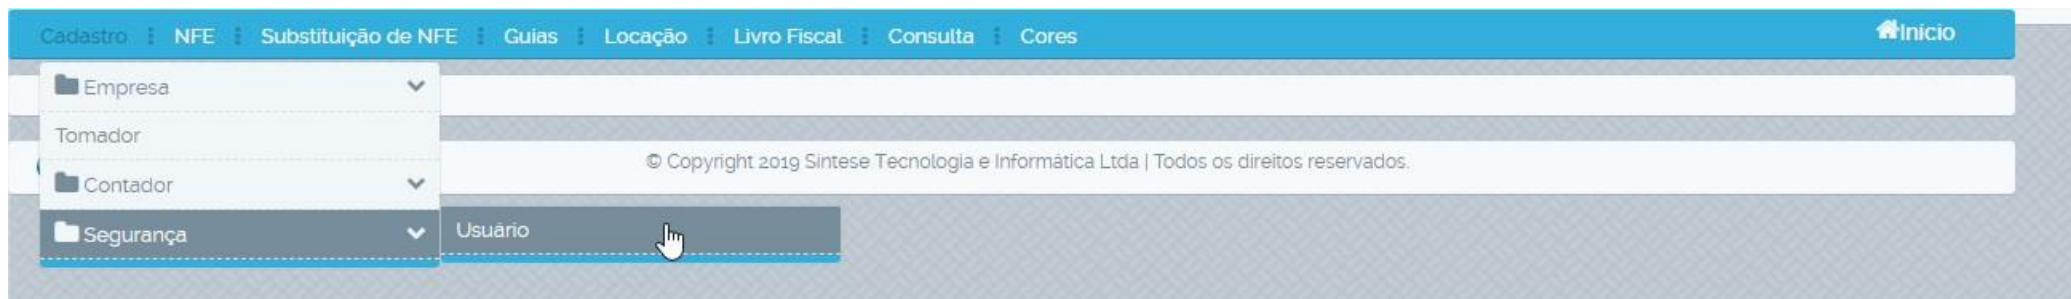 Cadastro NFE Substituição de NFE Guias Locação Livro Fiscal Consulta Cores Início
Empresa
Tomador
© Copyright 2019 Síntese Tecnologia e Informática Ltda | Todos os direitos reservados.
Contador
Segurança Usuário